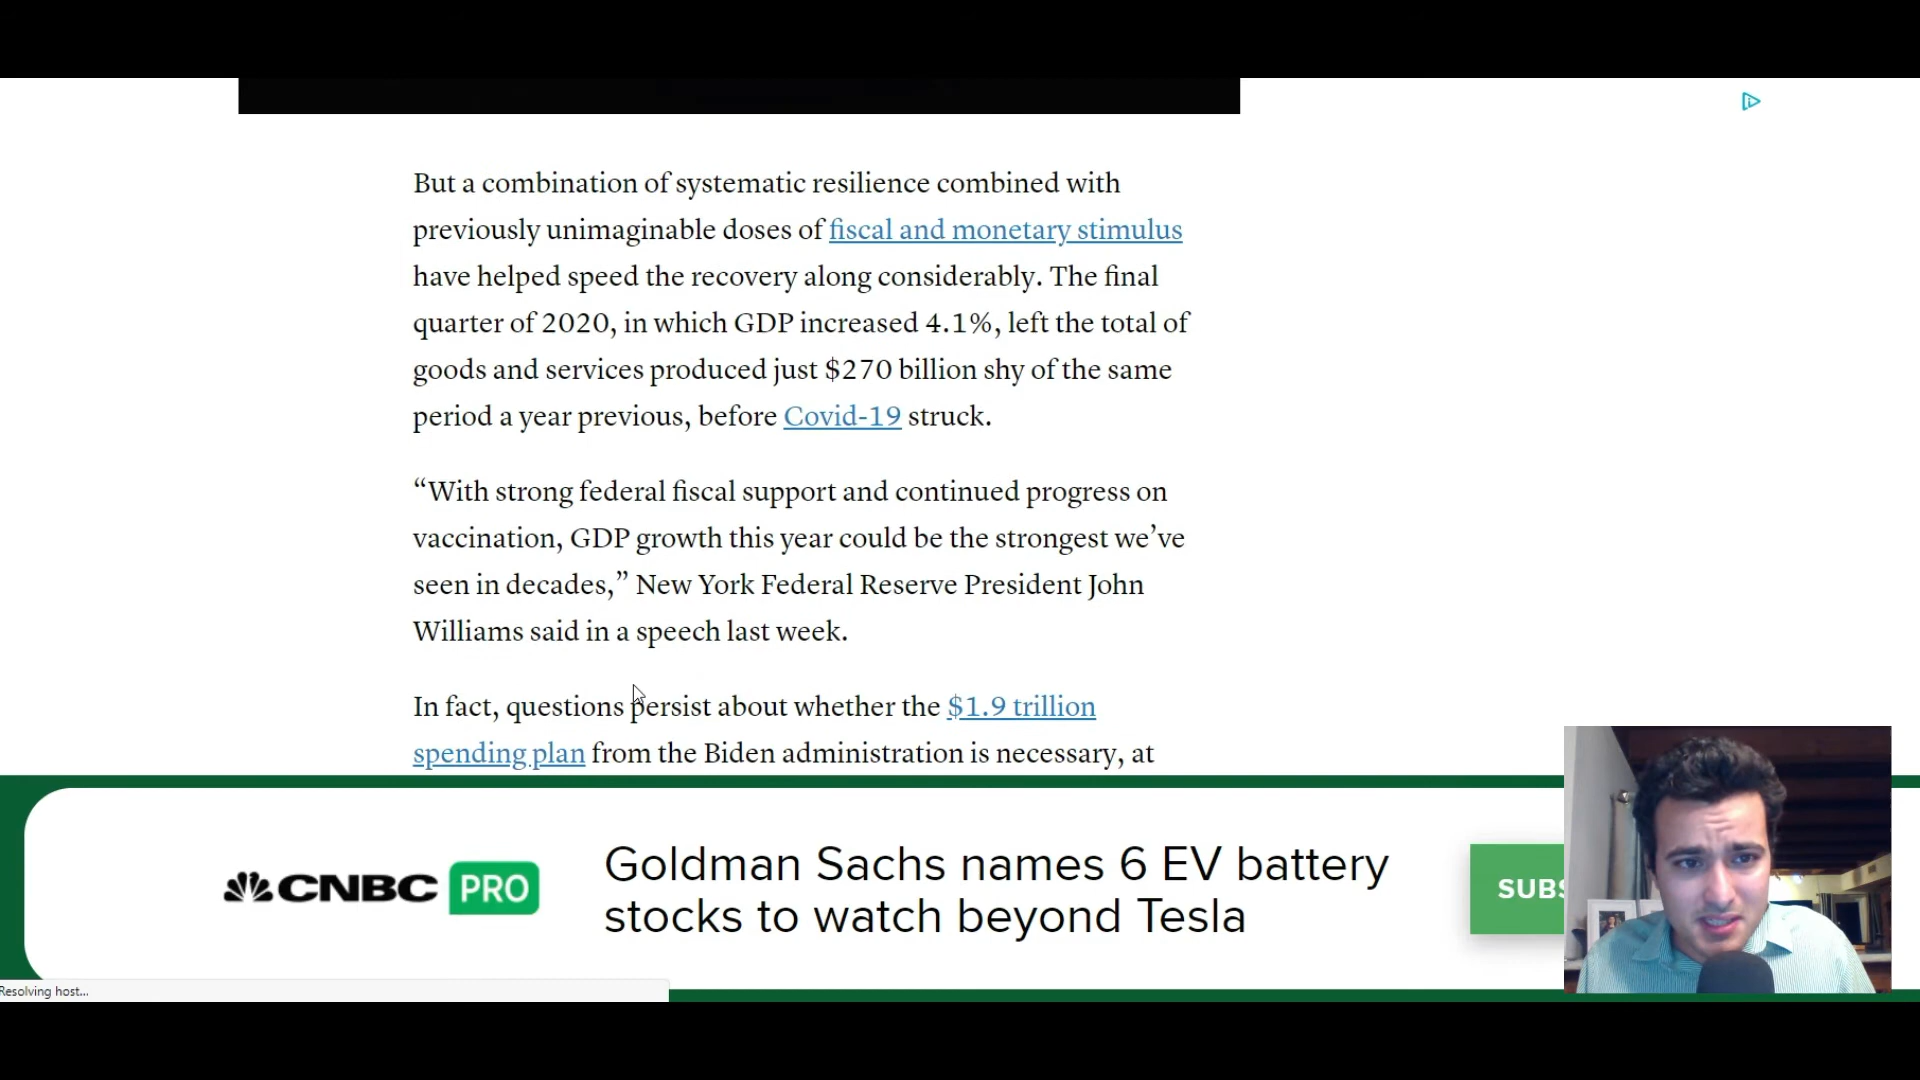 But a combination of systematic resilience combined with
previously unimaginable doses of fiscal and monetary stimulus
have helped speed the recovery along considerably. The final
quarter of 2020, in which GDP increased 4.1%, left the total of
goods and services produced just $270 billion shy of the same
period a year previous, before Covid-19 struck.
“With strong federal fiscal support and continued progress on
vaccination, GDP growth this year could be the strongest we’ve
seen in decades,” New York Federal Reserve President John
Williams said in a speech last week.
In fact, questions persist about whether the $1.9 trillion
spending plan from the Biden administration is necessary, at
CNBC PRO
Goldman Sachs names 6 EV battery
stocks to watch beyond Tesla
SUBS
Resolving host...